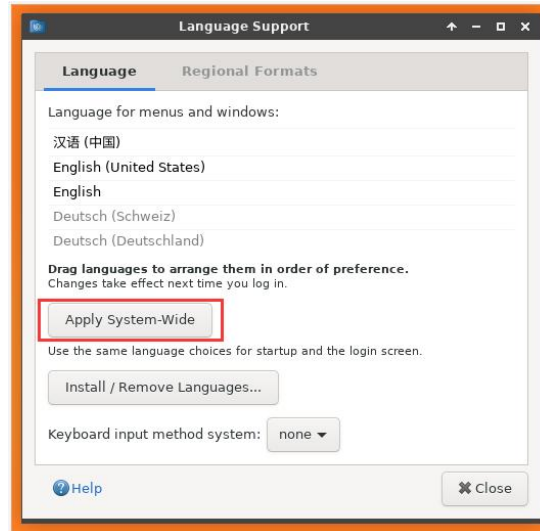 Language Support
Language Regional Formats
Language for menus and windows:
汉语 (中国)
English (United States)
English
Deutsch (Schweiz)
Deutsch (Deutschland)
Drag languages to arrange them in order of preference.
Changes take effect next time you log in.
Apply System-Wide
Use the same language choices for startup and the login screen.
Install / Remove Languages...
Keyboard input method system: none
Help Close